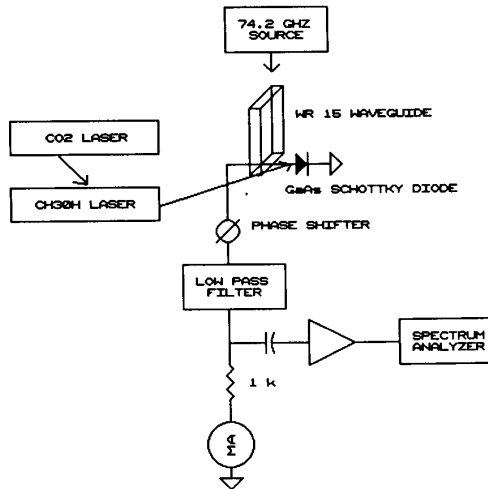 74.2 GHZ
SOURCE
WR 15 WAVEGUIDE
CO2 LASER
GaAs SCHOTTKY DIODE
CH3OH LASER
PHASE SHIFTER
LOW PASS
FILTER
SPECTRUM
ANALYZER
1 k
MA